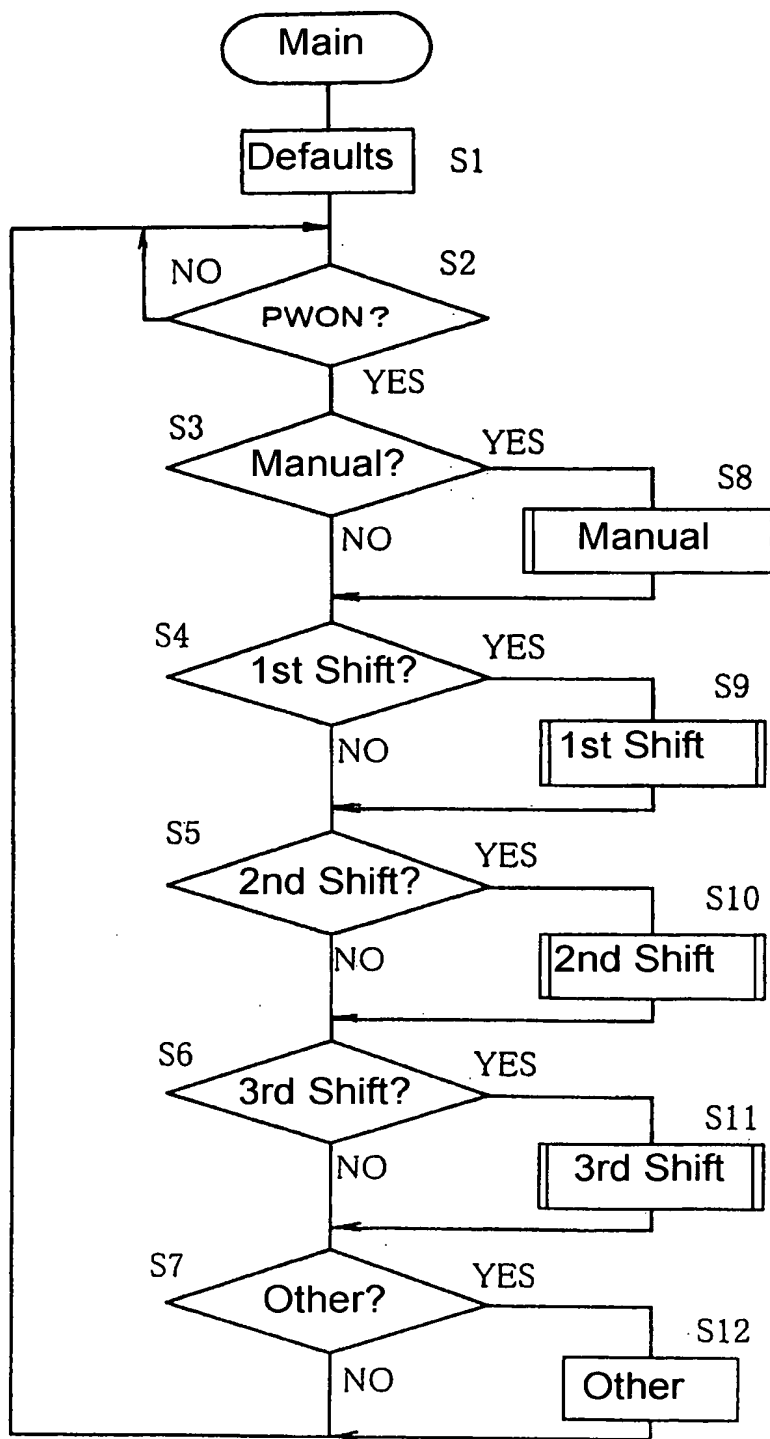 Main
Defaults S1
S2
NO
PWON?
YES
S3
Manual?
YES
S8
Manual
NO
S4
1st Shift?
YES
S9
1st Shift
NO
S5
2nd Shift?
YES
S10
2nd Shift
NO
S6
3rd Shift?
YES
S11
3rd Shift
NO
S7
Other?
YES
S12
Other
NO